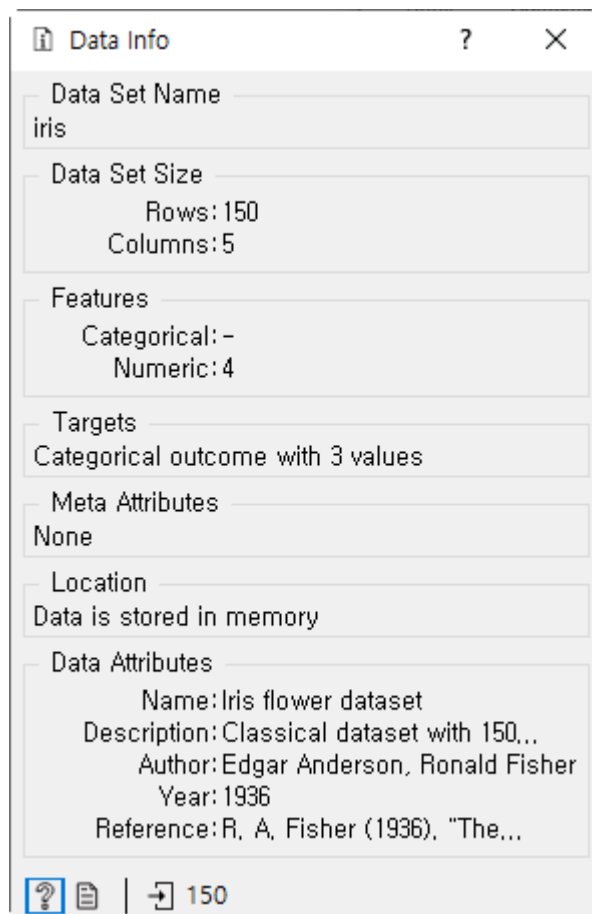 Data Info ? ×
Data Set Name
iris
Data Set Size
Rows: 150
Columns: 5
Features
Categorical: -
Numeric: 4
Targets
Categorical outcome with 3 values
Meta Attributes
None
Location
Data is stored in memory
Data Attributes
Name: Iris flower dataset
Description: Classical dataset with 150,...
Author: Edgar Anderson, Ronald Fisher
Year: 1936
Reference: R. A. Fisher (1936). "The...
? 150